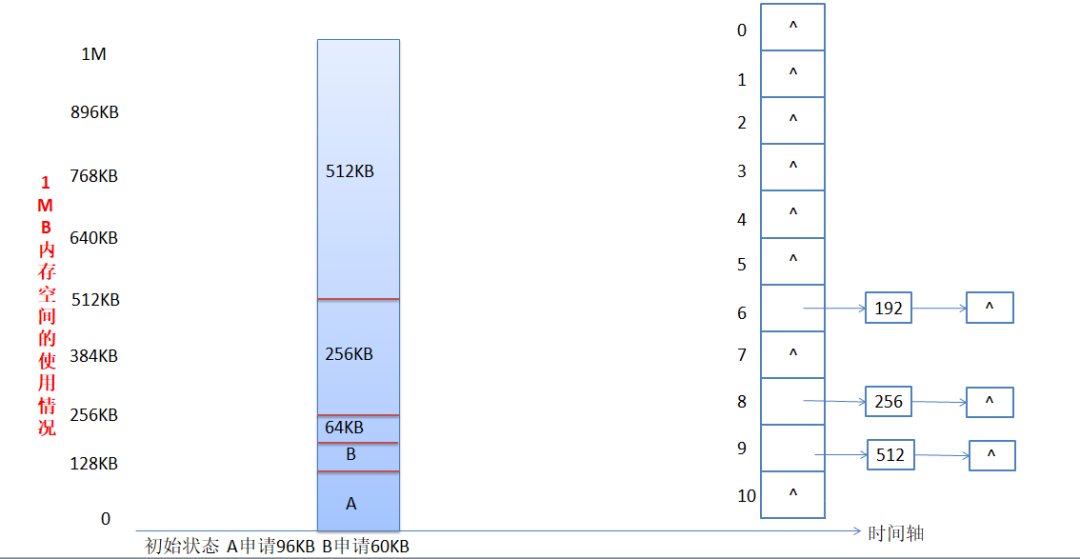 1MB内存空间的使用情况
1M
896KB
768KB
640KB
512KB
384KB
256KB
128KB
0
512KB
256KB
64KB
B
A
初始状态 A申请96KB B申请60KB
时间轴
0 ^
1 ^
2 ^
3 ^
4 ^
5 ^
6 192 ^
7 ^
8 256 ^
9 512 ^
10 ^